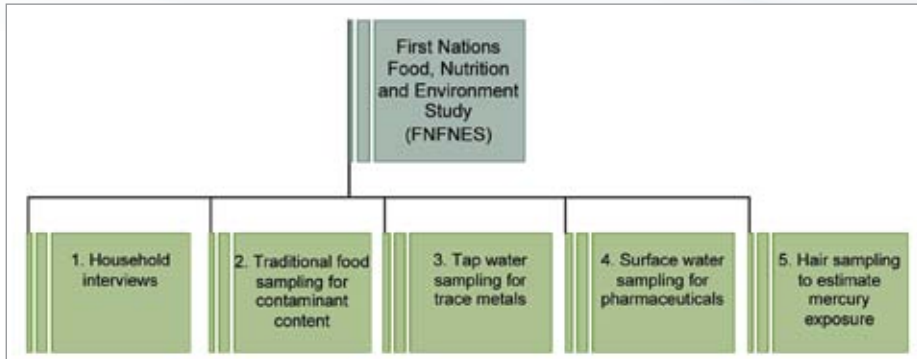 First Nations
Food, Nutrition
and Environment
Study
(FNFNES)
1. Household
interviews
2. Traditional food
sampling for
contaminant
content
3. Tap water
sampling for
trace metals
4. Surface water
sampling for
pharmaceuticals
5. Hair sampling
to estimate
mercury
exposure